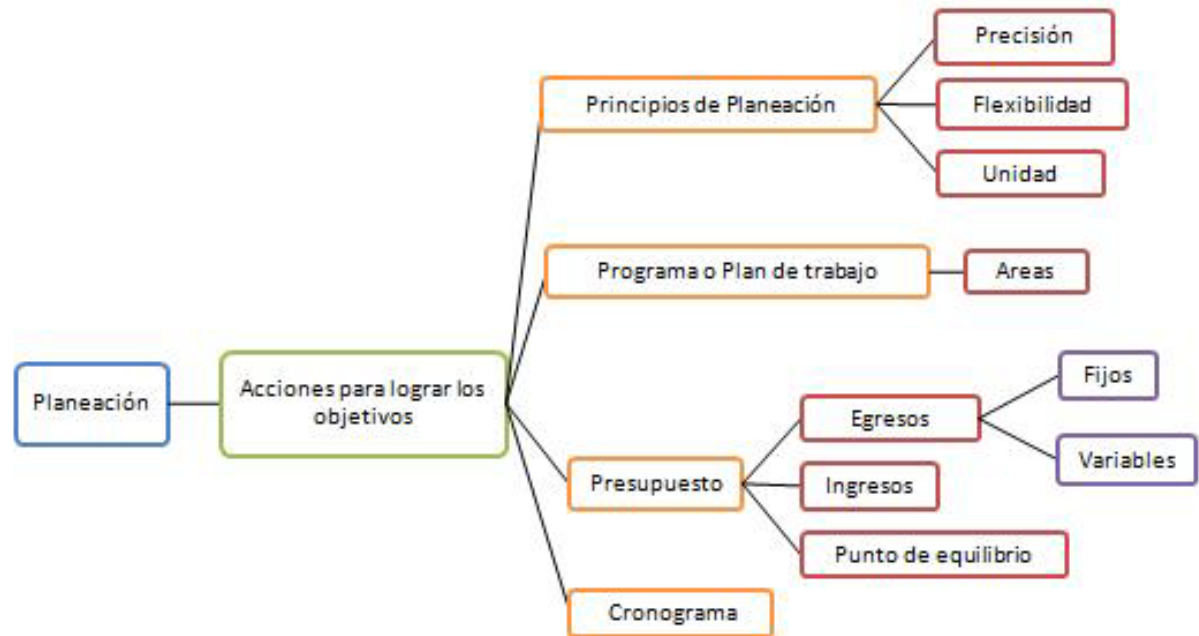 Planeación
Acciones para lograr los
objetivos
Principios de Planeación
Precisión
Flexibilidad
Unidad
Programa o Plan de trabajo
Areas
Presupuesto
Egresos
Fijos
Variables
Ingresos
Punto de equilibrio
Cronograma